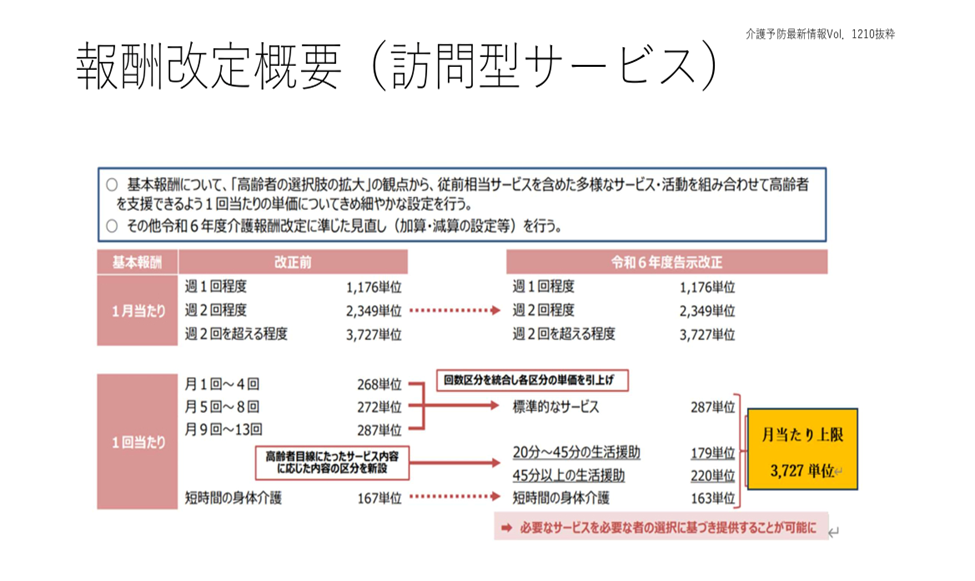 介護予防最新情報Vol. 1210抜粋
報酬改定概要（訪問型サービス）
○ 基本報酬について、「高齢者の選択肢の拡大」の観点から、従前相当サービスを含めた多様なサービス・活動を組み合わせて高齢者
を支援できるよう１回当たりの単価についてきめ細やかな設定を行う。
○ その他令和６年度介護報酬改定に準じた見直し（加算・減算の設定等）を行う。
基本報酬 改正前 令和６年度告示改正
１月当たり
週１回程度 1,176単位 週１回程度 1,176単位
週２回程度 2,349単位 週２回程度 2,349単位
週２回を超える程度 3,727単位 週２回を超える程度 3,727単位
１回当たり
月１回～４回 268単位
月５回～８回 272単位
月９回～13回 287単位
回数区分を統合し各区分の単価を引上げ
標準的なサービス 287単位
高齢者目線にたったサービス内容
に応じた内容の区分を新設
20分～45分の生活援助 179単位
45分以上の生活援助 220単位
短時間の身体介護 167単位 短時間の身体介護 163単位
月当たり上限
3,727 単位↵
➡ 必要なサービスを必要な者の選択に基づき提供することが可能に ↵